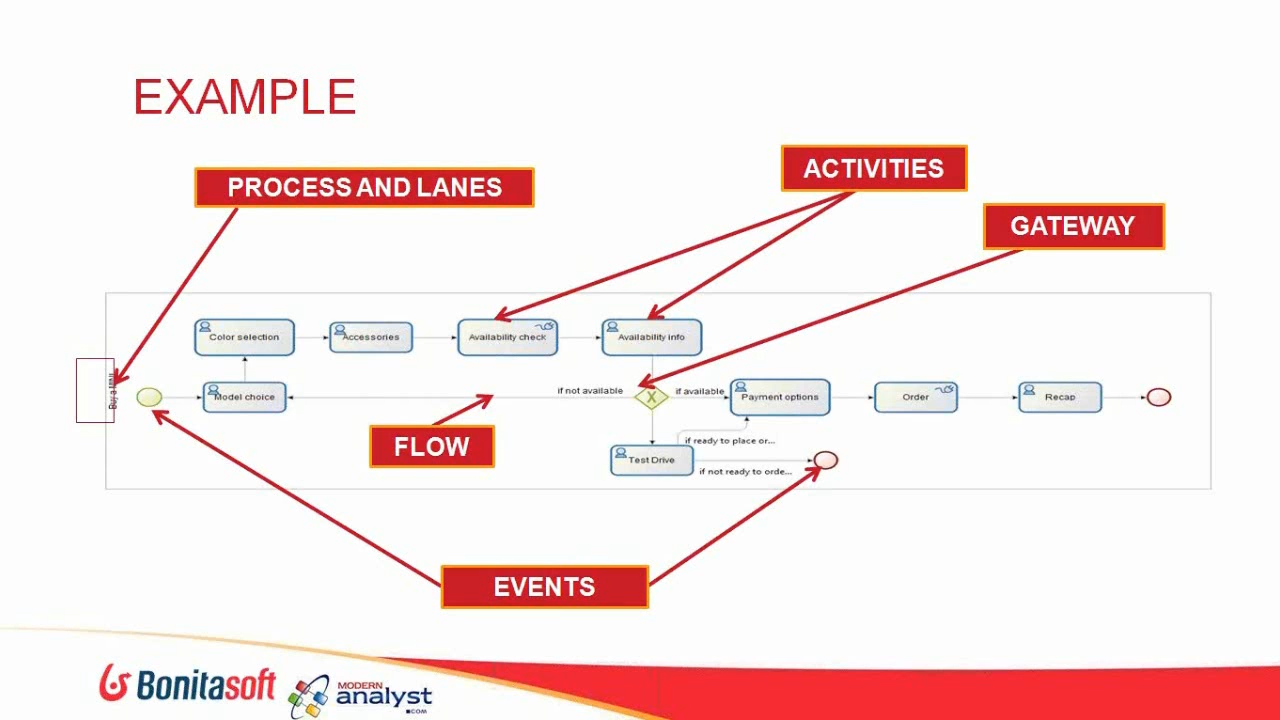 EXAMPLE
PROCESS AND LANES
ACTIVITIES
GATEWAY
Color selection
Accessories
Availability check
Availability info
Model choice
if not available
if available
Payment options
Order
Recap
FLOW
if ready to place or...
Test Drive
if not ready to orde...
EVENTS
Bonitasoft
MODERN
analyst
.COM